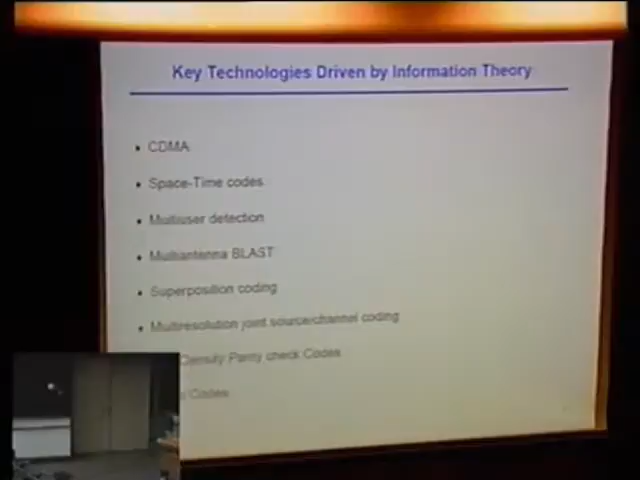 Key Technologies Driven by Information Theory
• CDMA
• Space-Time codes
• Multiuser detection
• Multiantenna BLAST
• Superposition coding
• Multiresolution joint source/channel coding
Density Parity check Codes
Codes